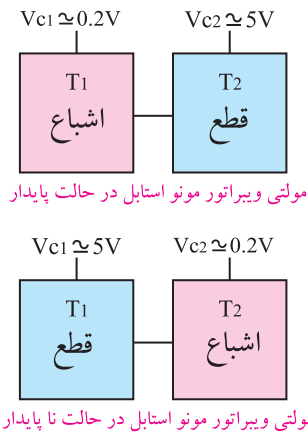 Vc1 ≃ 0.2V Vc2 ≃ 5V
T1 T2
اشباع قطع
مولتی ویبراتور مونو استابل در حالت پایدار
Vc1 ≃ 5V Vc2 ≃ 0.2V
T1 T2
قطع اشباع
مولتی ویبراتور مونو استابل در حالت نا پایدار